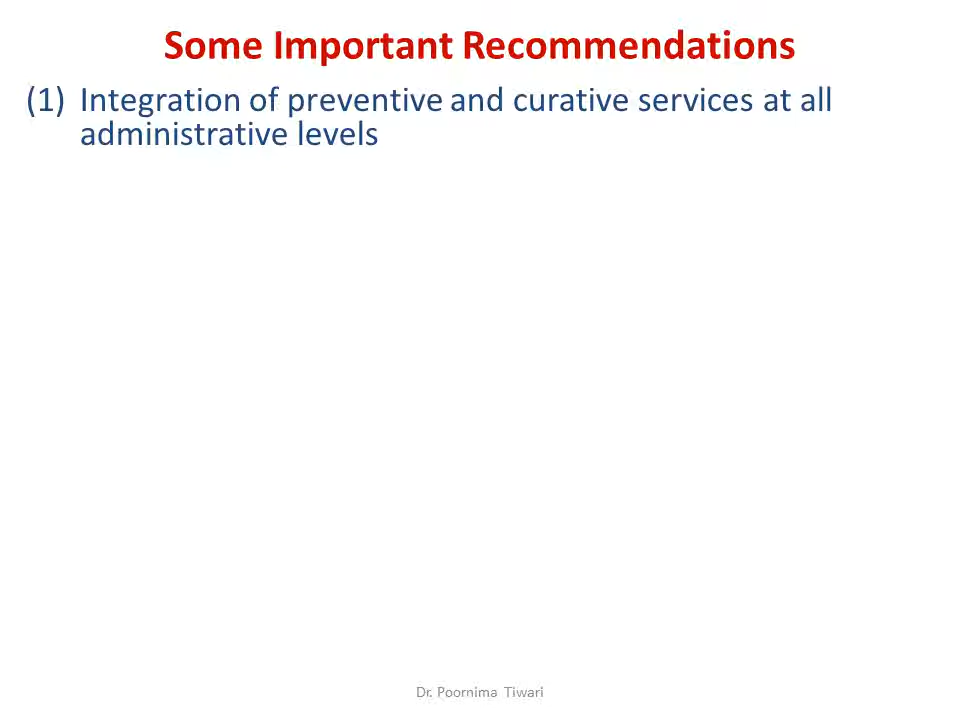 Some Important Recommendations
(1) Integration of preventive and curative services at all
administrative levels
Dr. Poornima Tiwari